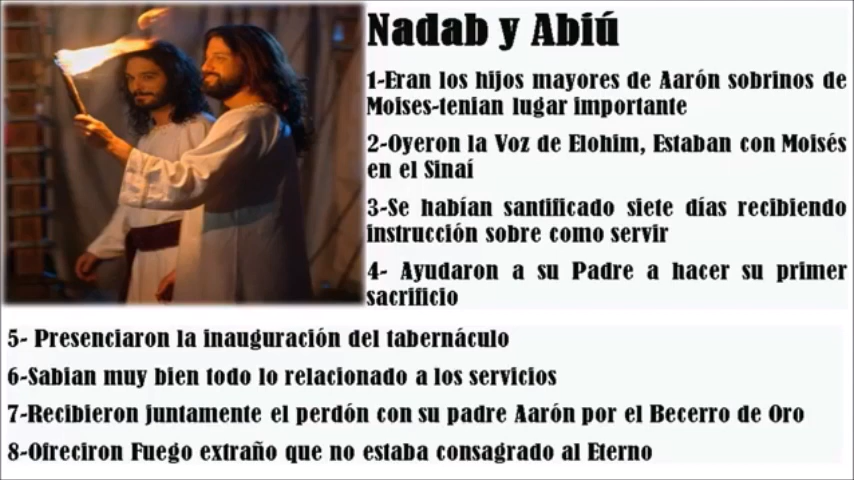 Nadab y Abiú
1-Eran los hijos mayores de Aarón sobrinos de
Moises-tenian lugar importante
2-Oyeron la Voz de Elohim, Estaban con Moisés
en el Sinaí
3-Se habían santificado siete días recibiendo
instrucción sobre como servir
4- Ayudaron a su Padre a hacer su primer
sacrificio
5- Presenciaron la inauguración del tabernáculo
6-Sabian muy bien todo lo relacionado a los servicios
7-Recibieron juntamente el perdón con su padre Aarón por el Becerro de Oro
8-Ofreciron Fuego extraño que no estaba consagrado al Eterno